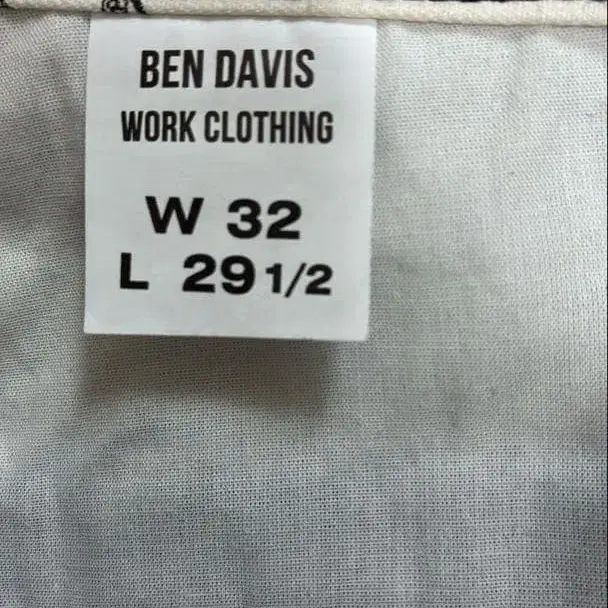 BEN DAVIS
WORK CLOTHING
W 32
L 29 1/2